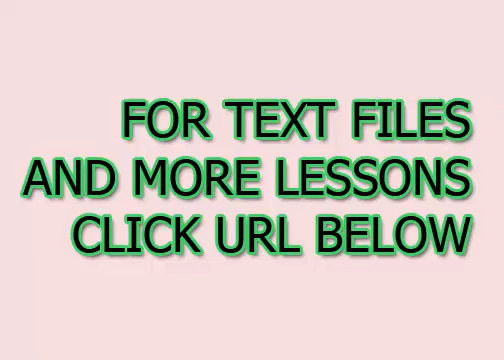 FOR TEXT FILES
AND MORE LESSONS
CLICK URL BELOW